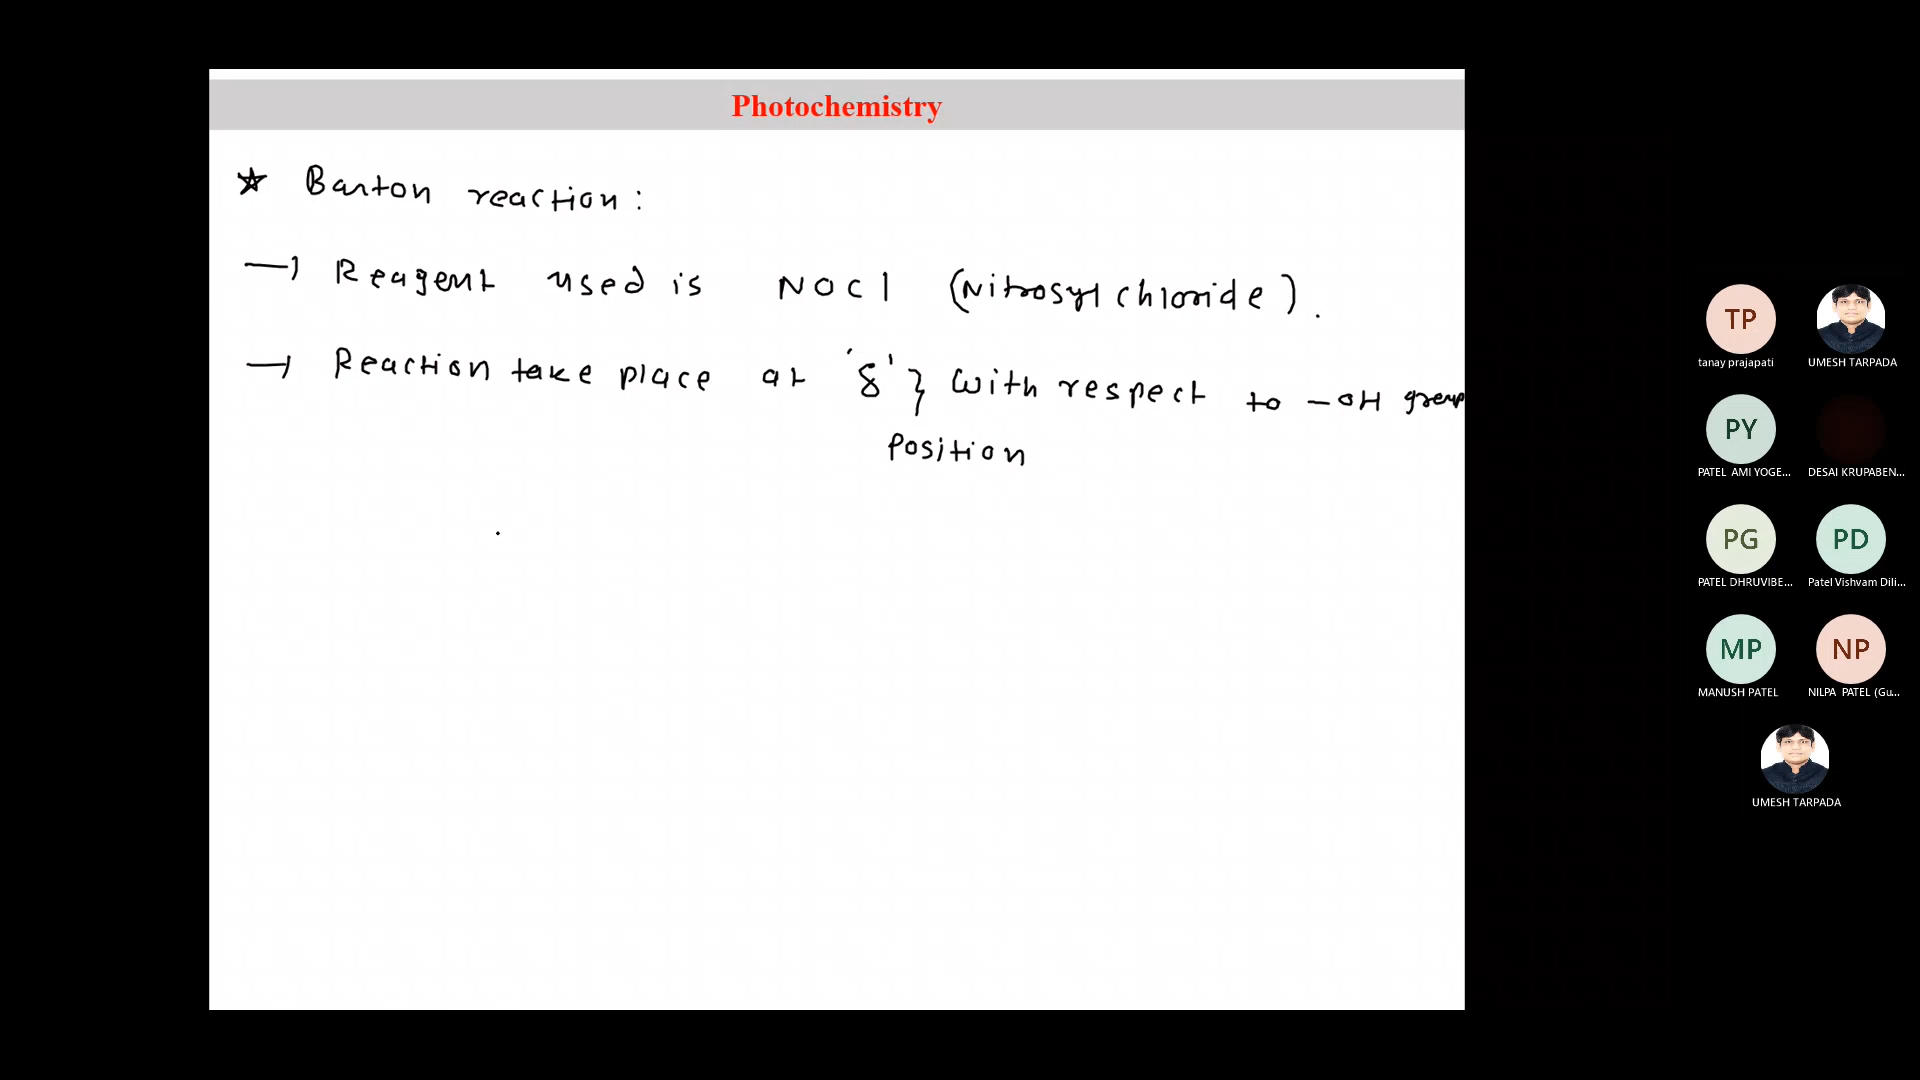 Photochemistry
☆ Barton reaction:
→ Reagent used is NOCl (Nitrosyl chloride).
→ Reaction take place at 'δ' } with respect to -OH group
Position
TP
tanay prajapati
UMESH TARPADA
PY
PATEL AMI YOGE...
DESAI KRUPABEN...
PG
PATEL DHRUVIBE...
PD
Patel Vishvam Dili...
MP
MANUSH PATEL
NP
NILPA PATEL (Gu...
UMESH TARPADA